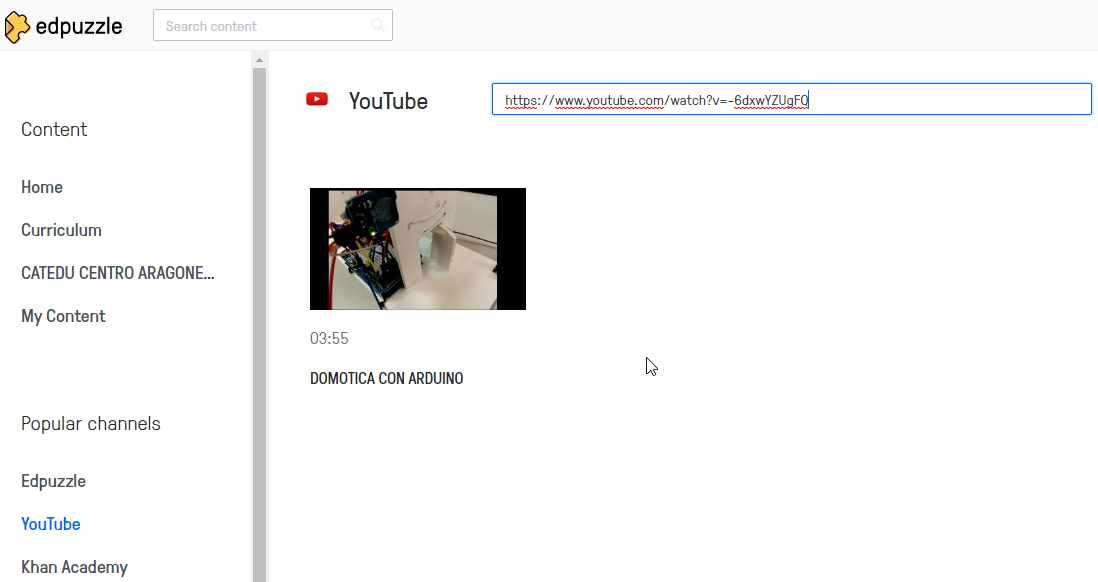 edpuzzle
Search content
Content
Home
Curriculum
CATEDU CENTRO ARAGONE...
My Content
Popular channels
Edpuzzle
YouTube
Khan Academy
YouTube
https://www.youtube.com/watch?v=-6dxwYZUgFQ
03:55
DOMOTICA CON ARDUINO